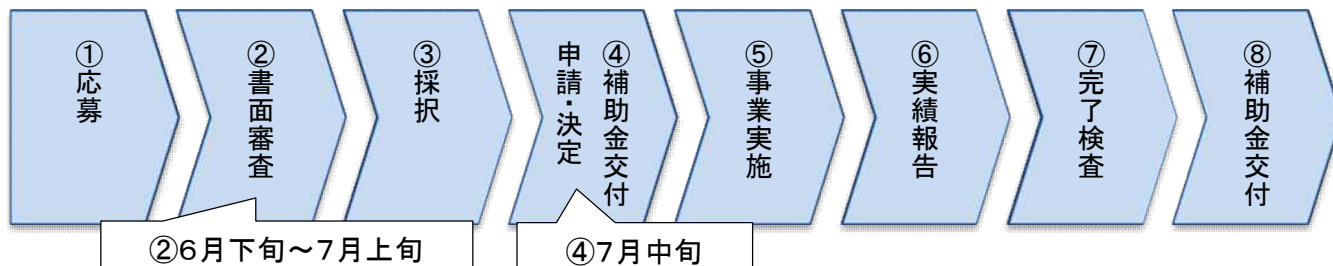 ①応募
②書面審査
③採択
④補助金交付
申請・決定
⑤事業実施
⑥実績報告
⑦完了検査
⑧補助金交付
②6月下旬～7月上旬
④7月中旬